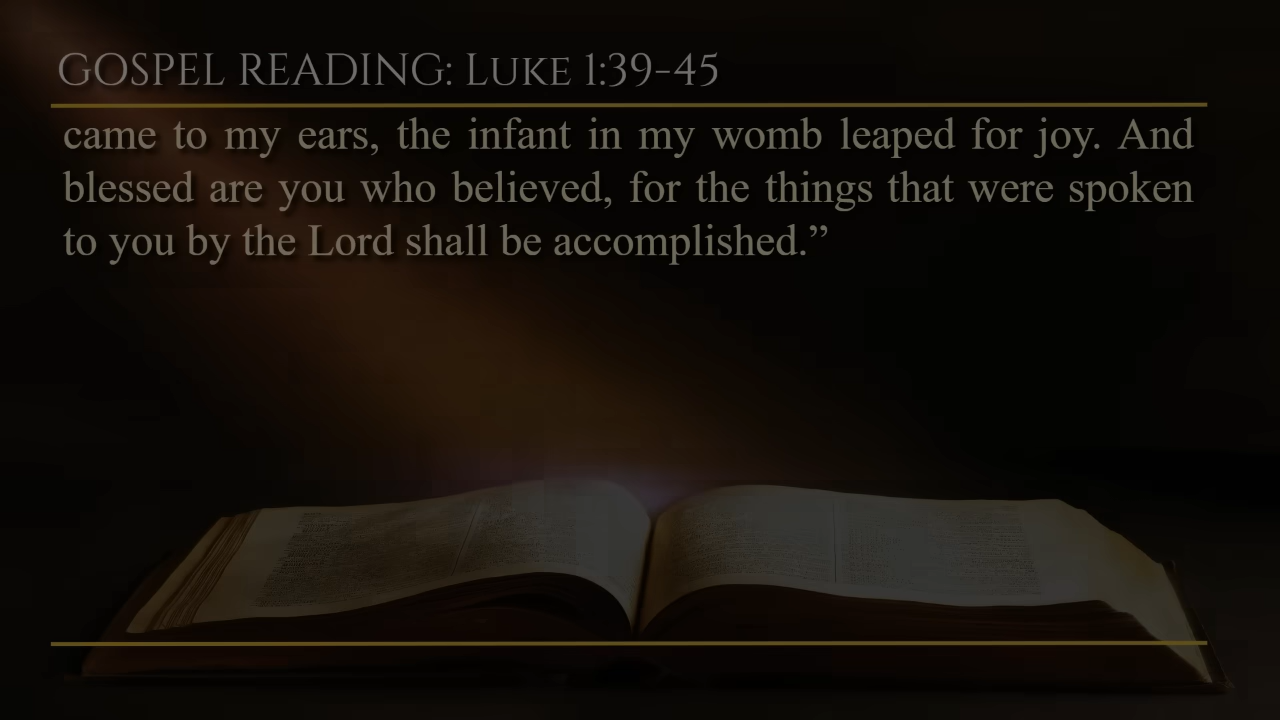 GOSPEL READING: LUKE 1:39-45
came to my ears, the infant in my womb leaped for joy. And
blessed are you who believed, for the things that were spoken
to you by the Lord shall be accomplished.”